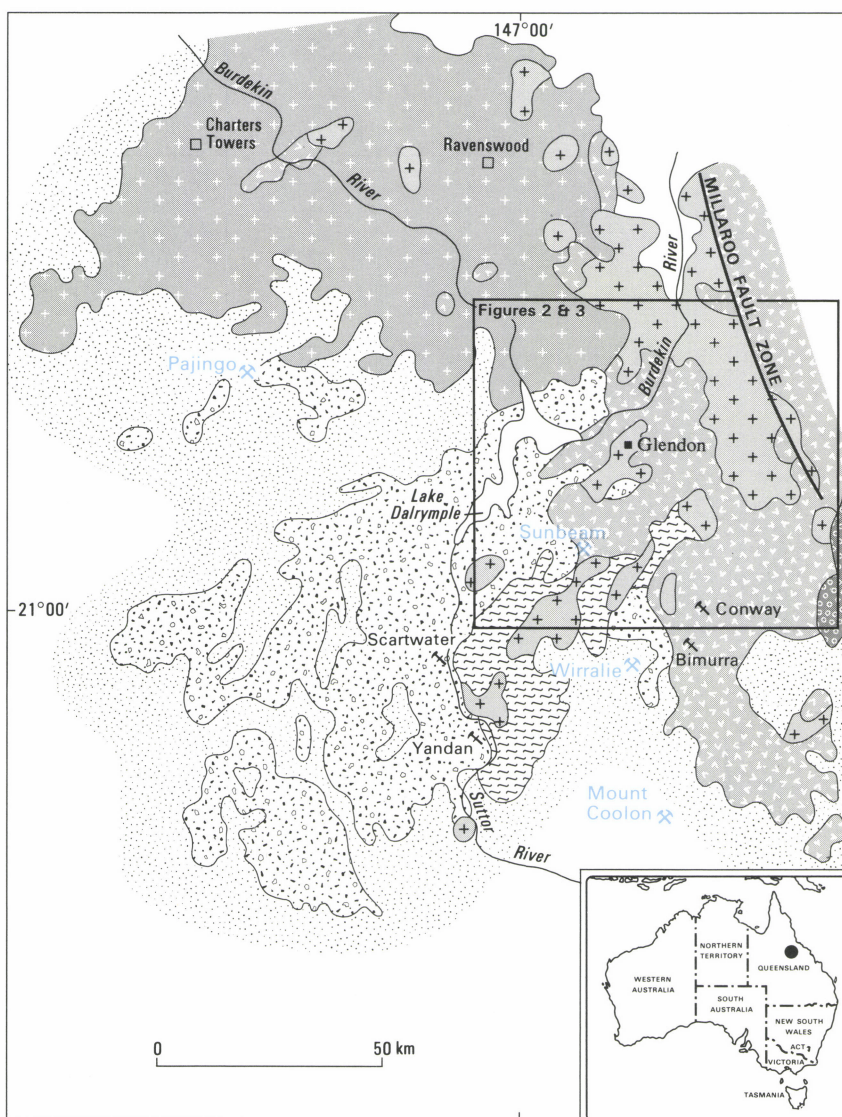 147°00′
Burdekin
Charters
Towers
Ravenswood
River
River
MILLAROO FAULT ZONE
Figures 2 & 3
Burdekin
Pajingo
Glendon
Lake
Dalrymple
Sunbeam
21°00′
Conway
Scartwater
Bimurra
Wirralie
Yandan
Mount
Coolon
Suttor
River
NORTHERN
TERRITORY
QUEENSLAND
WESTERN
AUSTRALIA
SOUTH
AUSTRALIA
NEW SOUTH
WALES
ACT
VICTORIA
TASMANIA
0
50 km